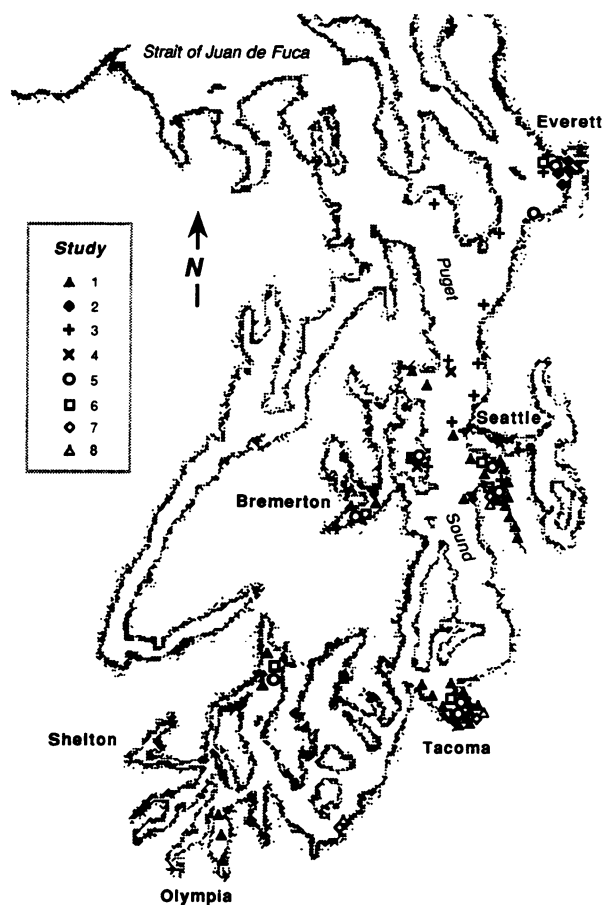 Strait of Juan de Fuca
Everett
Study
1
2
3
4
5
6
7
8
N
Puget
Seattle
Bremerton
Sound
Shelton
Tacoma
Olympia